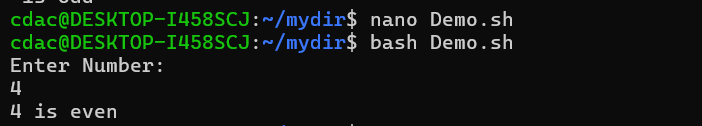 cdac@DESKTOP-I458SCJ:~/mydir$ nano Demo.sh
cdac@DESKTOP-I458SCJ:~/mydir$ bash Demo.sh
Enter Number:
4
4 is even